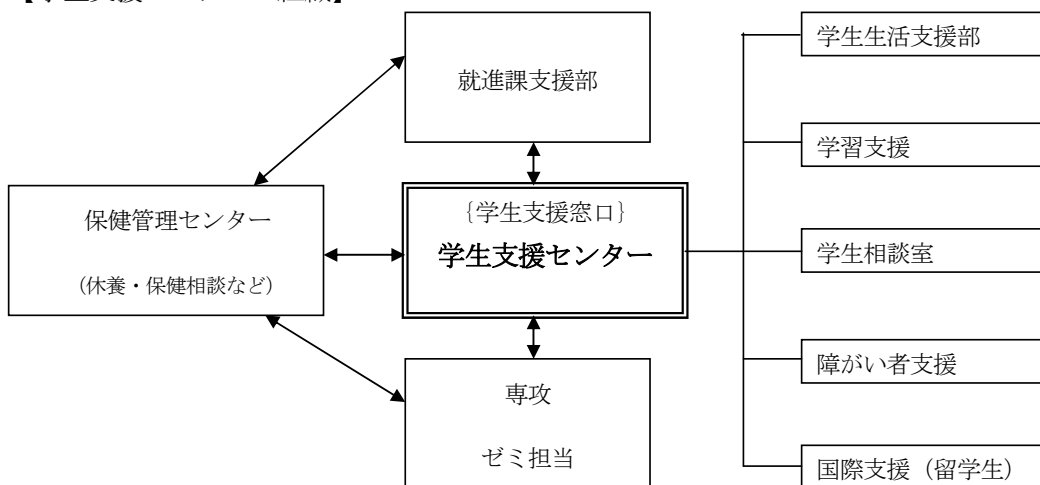 就進課支援部
保健管理センター
（休養・保健相談など）
｛学生支援窓口｝
学生支援センター
専攻
ゼミ担当
学生生活支援部
学習支援
学生相談室
障がい者支援
国際支援（留学生）